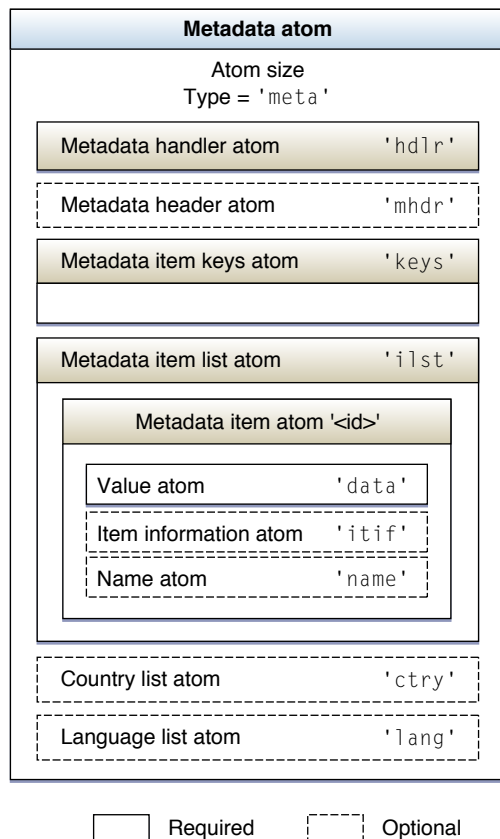 Metadata atom
Atom size
Type = 'meta'
Metadata handler atom 'hdlr'
Metadata header atom 'mhdr'
Metadata item keys atom 'keys'
Metadata item list atom 'ilst'
Metadata item atom '<id>'
Value atom 'data'
Item information atom 'itif'
Name atom 'name'
Country list atom 'ctry'
Language list atom 'lang'
Required Optional